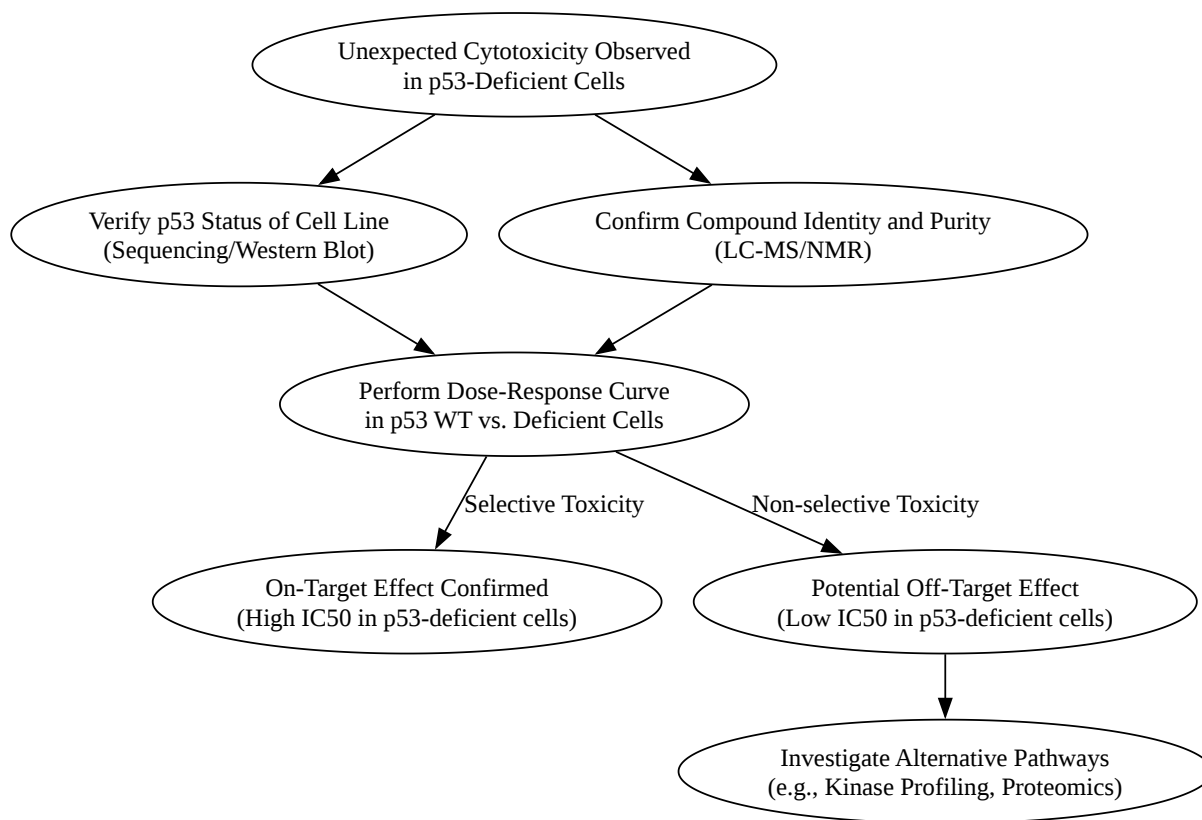 Unexpected Cytotoxicity Observed
in p53-Deficient Cells
Verify p53 Status of Cell Line
(Sequencing/Western Blot)
Confirm Compound Identity and Purity
(LC-MS/NMR)
Perform Dose-Response Curve
in p53 WT vs. Deficient Cells
Selective Toxicity
Non-selective Toxicity
On-Target Effect Confirmed
(High IC50 in p53-deficient cells)
Potential Off-Target Effect
(Low IC50 in p53-deficient cells)
Investigate Alternative Pathways
(e.g., Kinase Profiling, Proteomics)